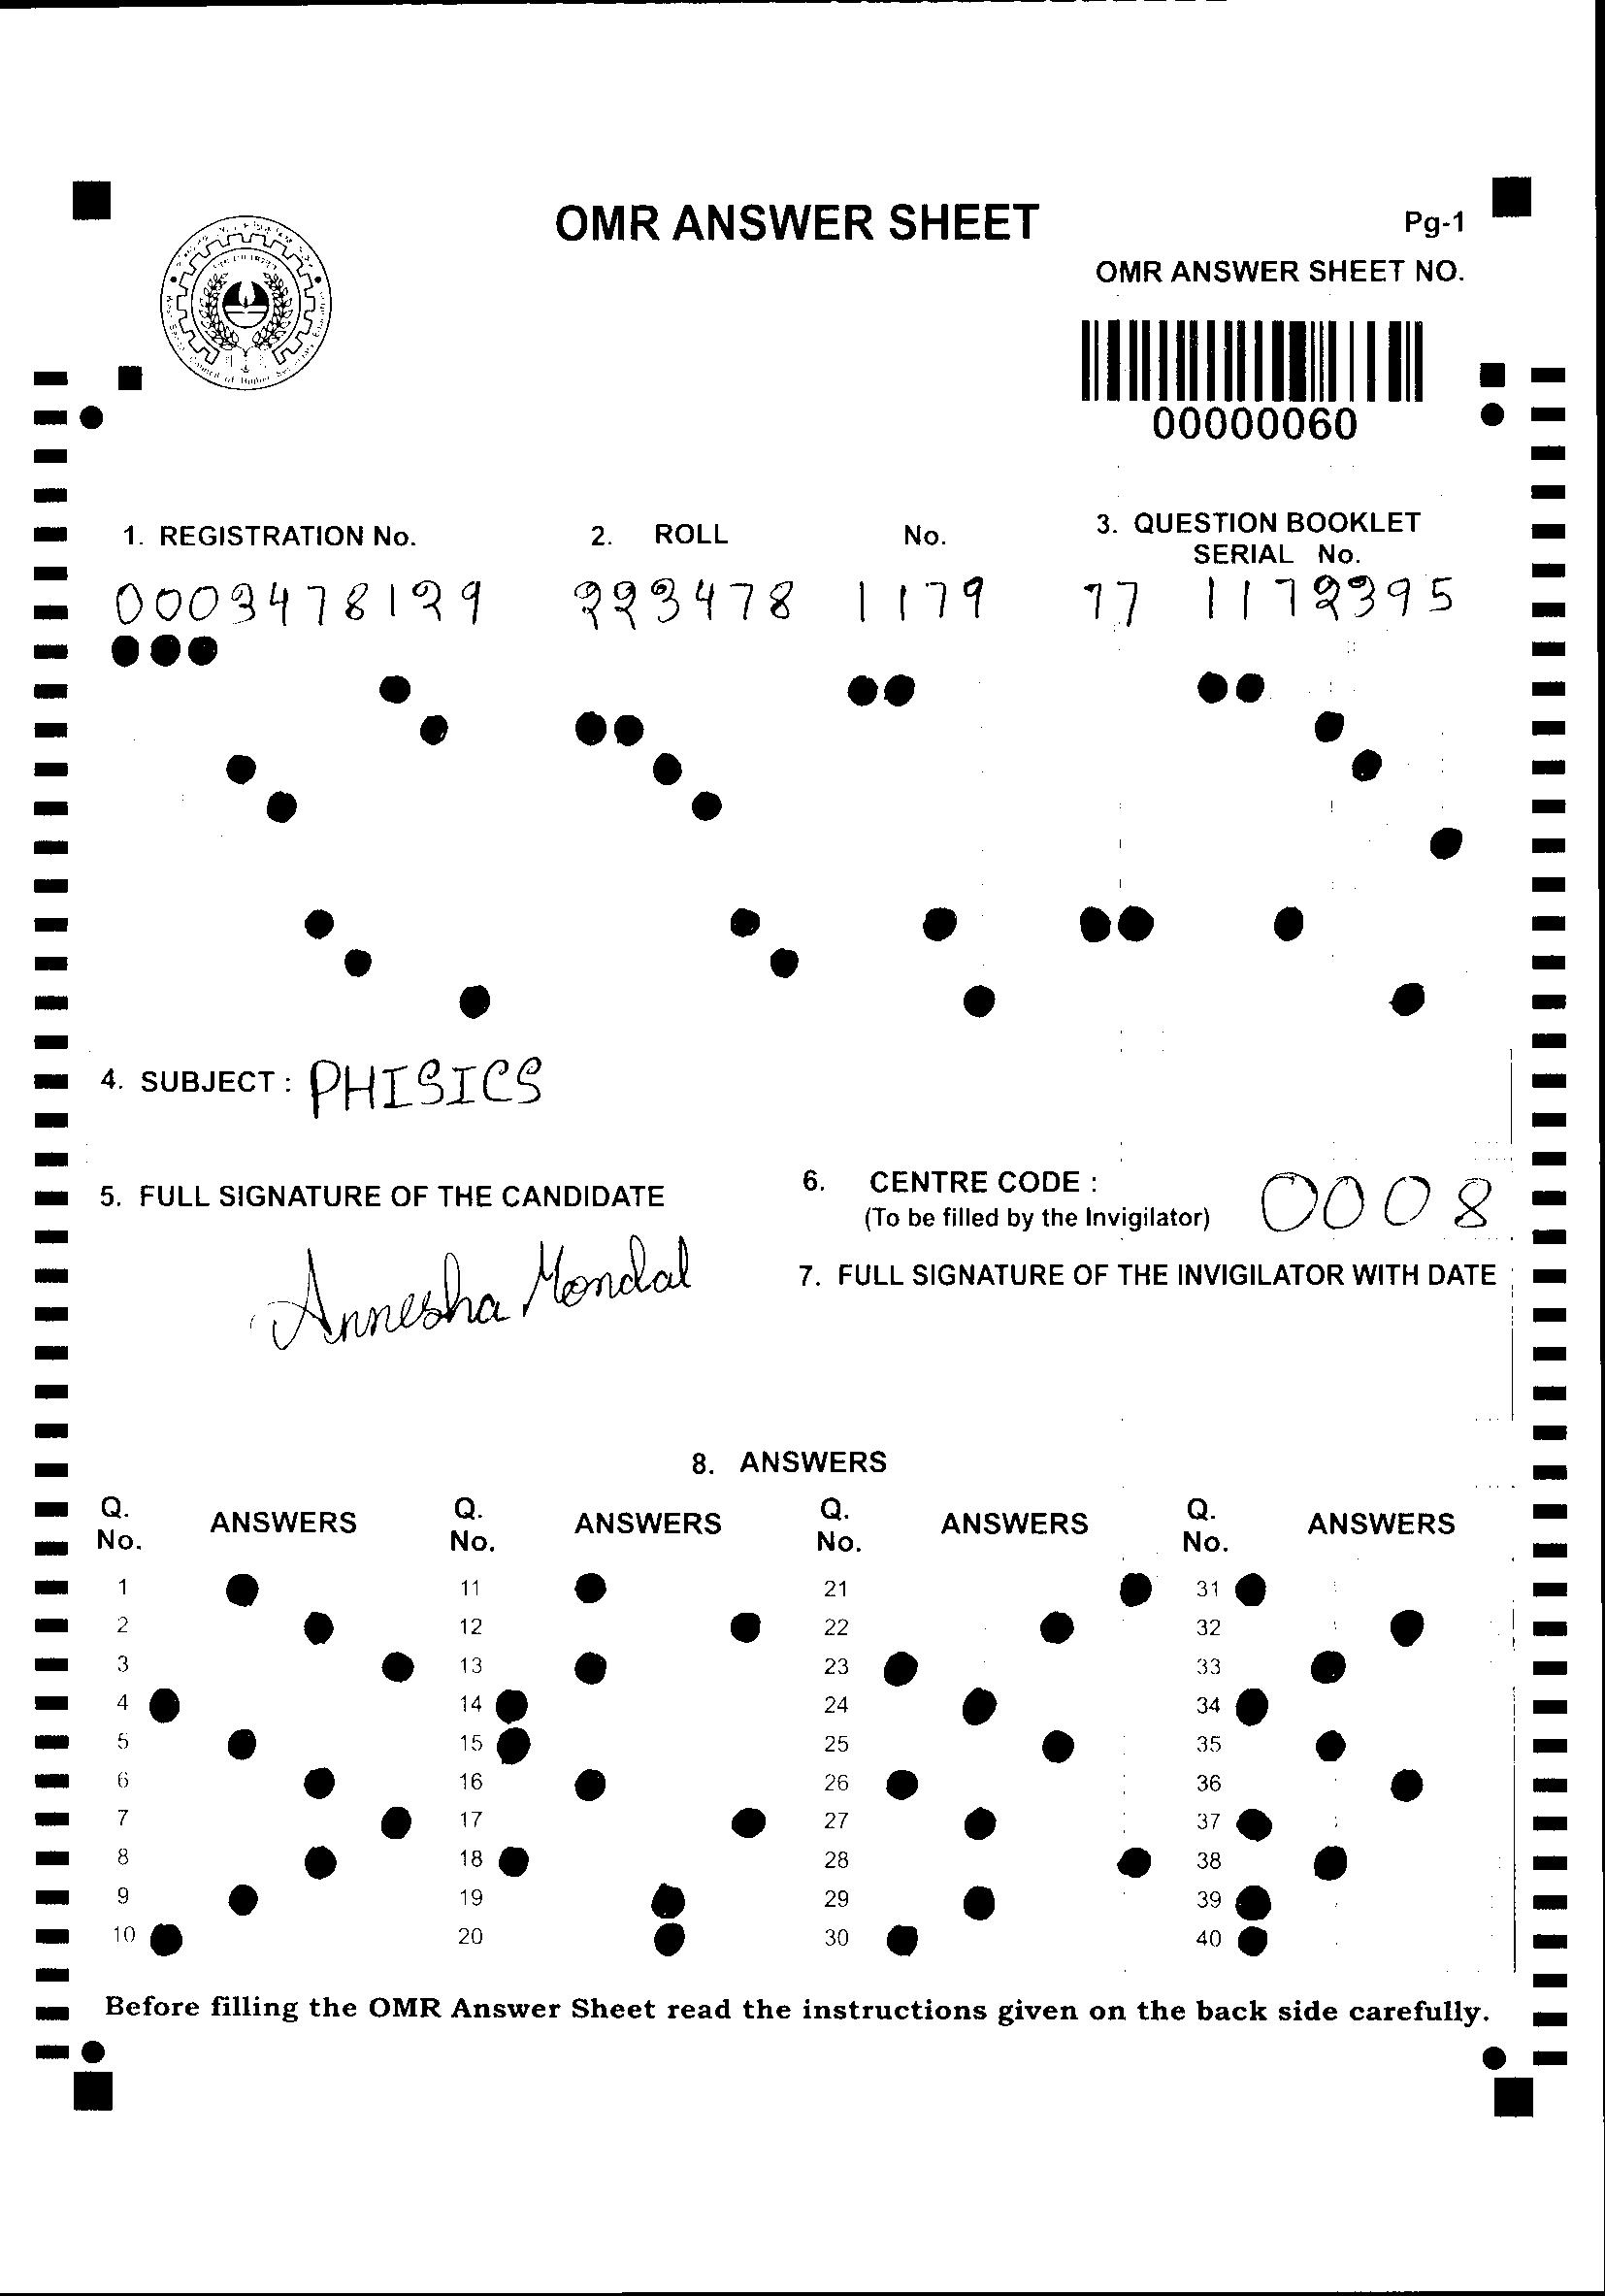 OMR ANSWER SHEET
Pg-1
OMR ANSWER SHEET NO.
00000060
1. REGISTRATION No.
2. ROLL No.
3. QUESTION BOOKLET
SERIAL No.
0003478129 223478 1179 77 1172395
4. SUBJECT : PHISICS
5. FULL SIGNATURE OF THE CANDIDATE
Annesha Mondal
6. CENTRE CODE : 0008
(To be filled by the Invigilator)
7. FULL SIGNATURE OF THE INVIGILATOR WITH DATE
8. ANSWERS
Q. No. ANSWERS Q. No. ANSWERS Q. No. ANSWERS Q. No. ANSWERS
1 11 21 31
2 12 22 32
3 13 23 33
4 14 24 34
5 15 25 35
6 16 26 36
7 17 27 37
8 18 28 38
9 19 29 39
10 20 30 40
Before filling the OMR Answer Sheet read the instructions given on the back side carefully.